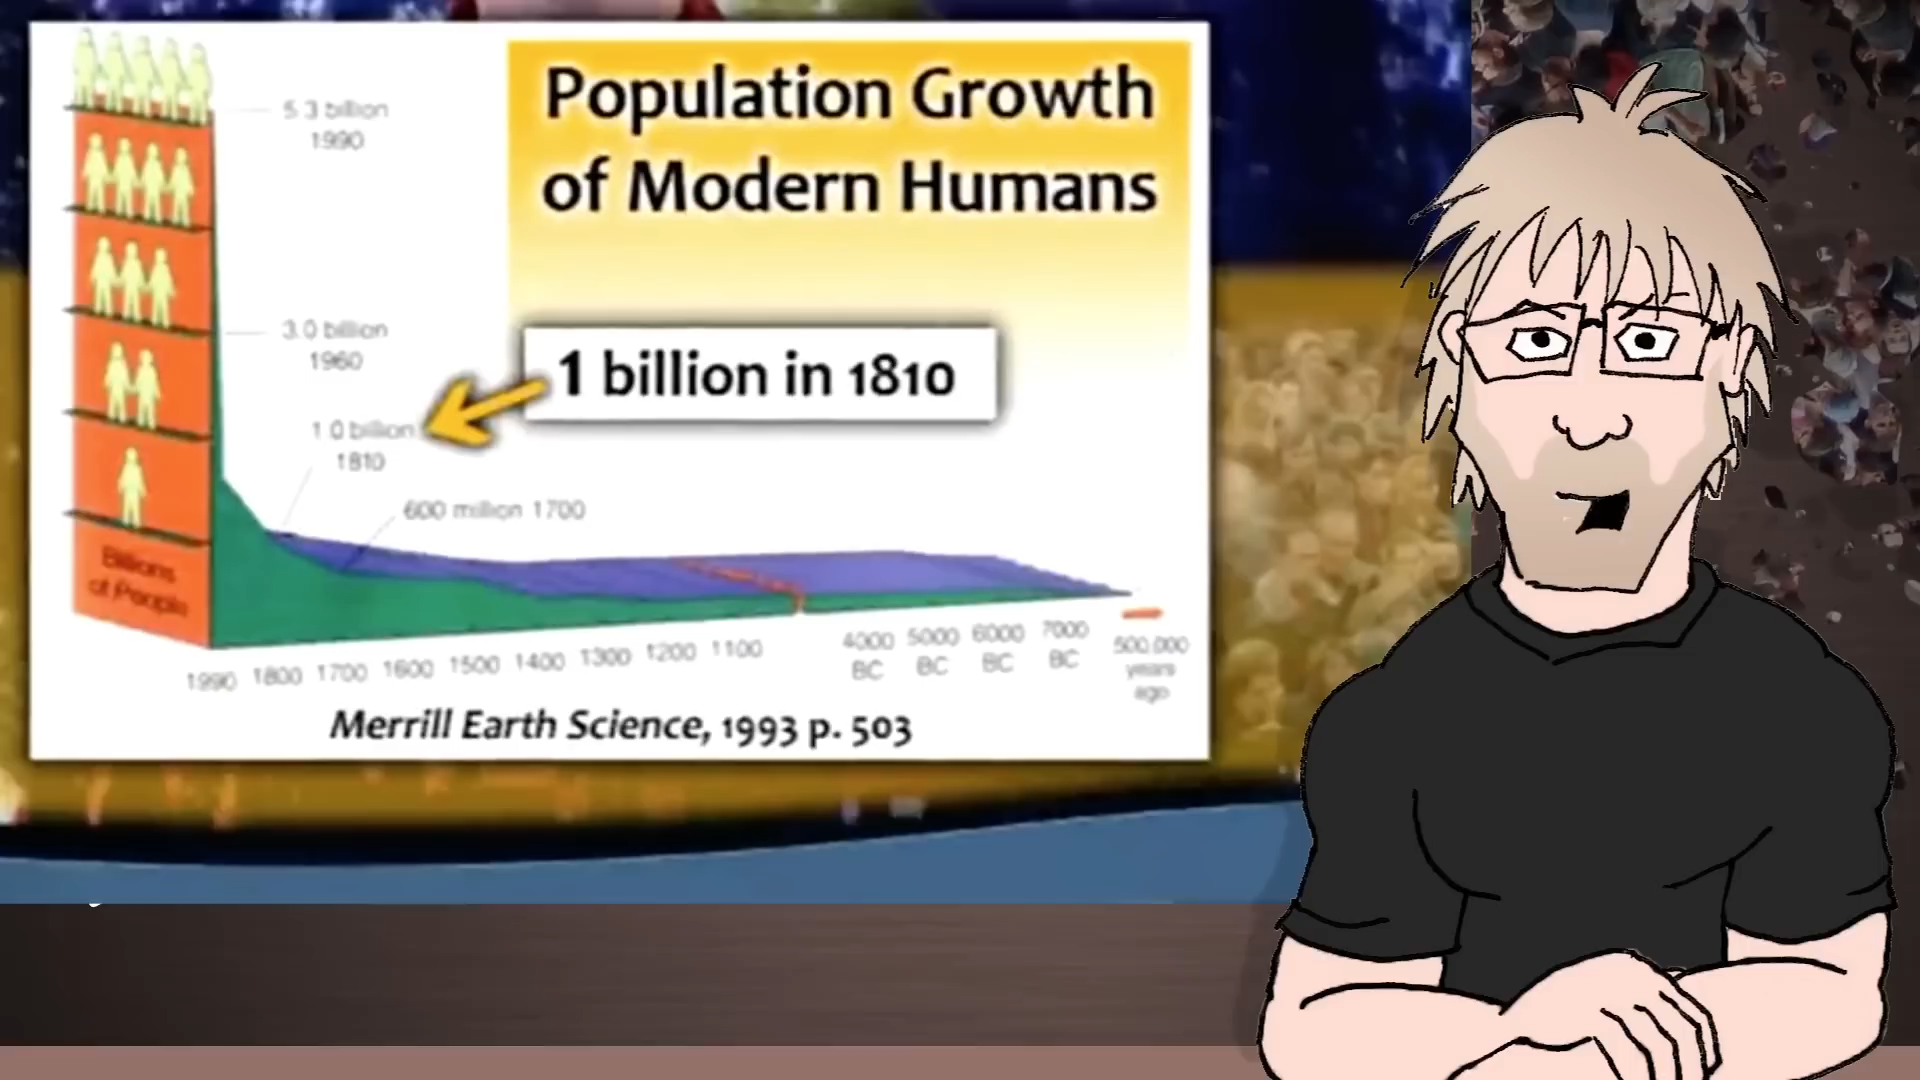 Population Growth
of Modern Humans
5.3 billion
1990
3.0 billion
1960
1 billion in 1810
1.0 billion
1810
600 million 1700
Billions
of People
1990 1800 1700 1600 1500 1400 1300 1200 1100
4000 5000 6000 7000 500,000
BC BC BC BC years
ago
Merrill Earth Science, 1993 p. 503